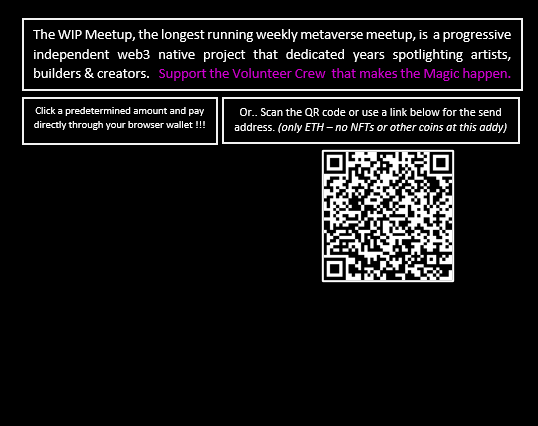 The WIP Meetup, the longest running weekly metaverse meetup, is a progressive
independent web3 native project that dedicated years spotlighting artists,
builders & creators. Support the Volunteer Crew that makes the Magic happen.
Click a predetermined amount and pay
directly through your browser wallet !!!
Or.. Scan the QR code or use a link below for the send
address. (only ETH – no NFTs or other coins at this addy)